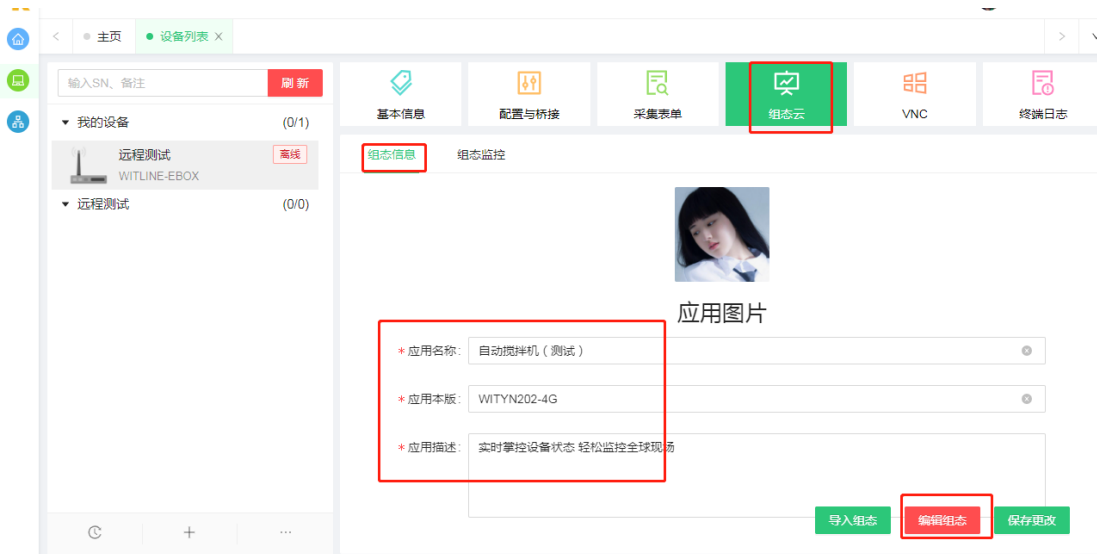 主页
设备列表
输入SN、备注
刷 新
我的设备 (0/1)
远程测试 离线
WITLINE-EBOX
远程测试 (0/0)
基本信息
配置与桥接
采集表单
组态云
VNC
终端日志
组态信息
组态监控
应用图片
* 应用名称: 自动搅拌机（测试）
* 应用本版: WITYN202-4G
* 应用描述: 实时掌控设备状态 轻松监控全球现场
导入组态
编辑组态
保存更改